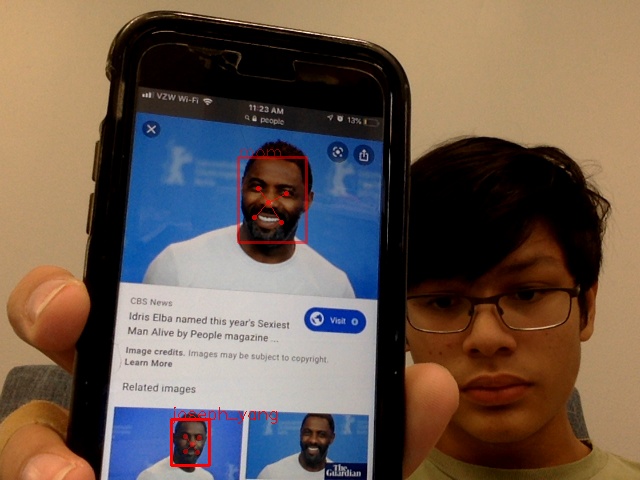 VZW Wi-Fi
11:23 AM
13%
people
CBS News
Idris Elba named this year's Sexiest
Man Alive by People magazine ...
Visit
Image credits. Images may be subject to copyright.
Learn More
Related images
joseph_yang
The
Guardian